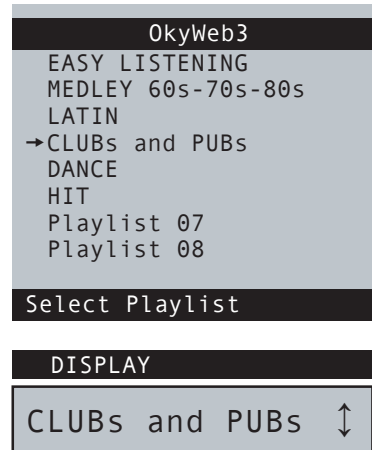 OkyWeb3
EASY LISTENING
MEDLEY 60s-70s-80s
LATIN
→CLUBs and PUBs
DANCE
HIT
Playlist 07
Playlist 08
Select Playlist
DISPLAY
CLUBs and PUBs ↕